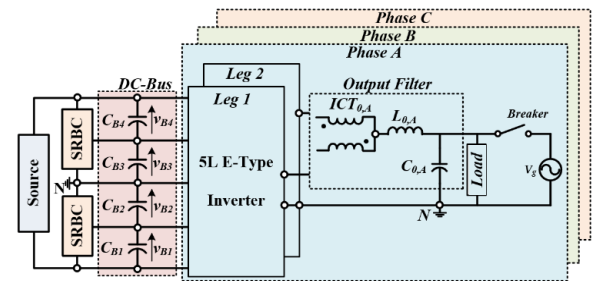 Phase C
Phase B
Phase A
DC-Bus
Leg 2
Leg 1
Output Filter
ICT0,A
L0,A
Breaker
CB4
vB4
SRBC
CB3
vB3
5L E-Type
Inverter
Source
N
C0,A
Load
Vg
SRBC
CB2
vB2
CB1
vB1
N